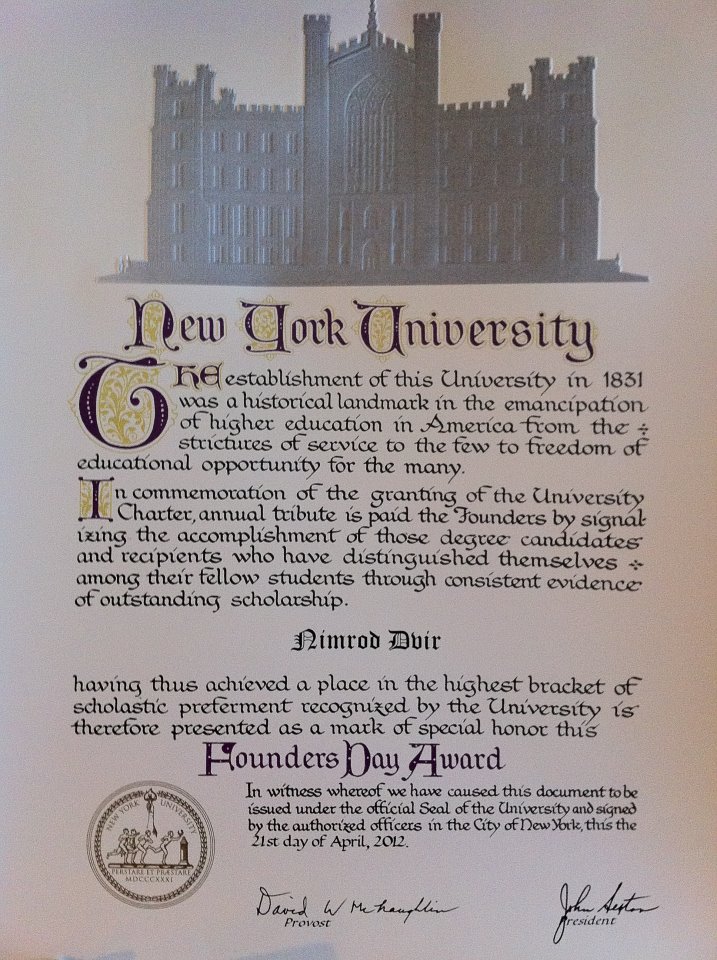 New York University
THE establishment of this University in 1831
was a historical landmark in the emancipation
of higher education in America from the
strictures of service to the few to freedom of
educational opportunity for the many.
In commemoration of the granting of the University
Charter, annual tribute is paid the Founders by signal-
izing the accomplishment of those degree candidates
and recipients who have distinguished themselves
among their fellow students through consistent evidence
of outstanding scholarship.
Nimrod Dvir
having thus achieved a place in the highest bracket of
scholastic preferment recognized by the University is
therefore presented as a mark of special honor this
Founders Day Award
In witness whereof we have caused this document to be
issued under the official Seal of the University and signed
by the authorized officers in the City of New York, this the
21st day of April, 2012.
NEW YORK UNIVERSITY
PERSTARE ET PRÆSTARE
MDCCCXXXI
David W McLaughlin
Provost
John Sexton
President